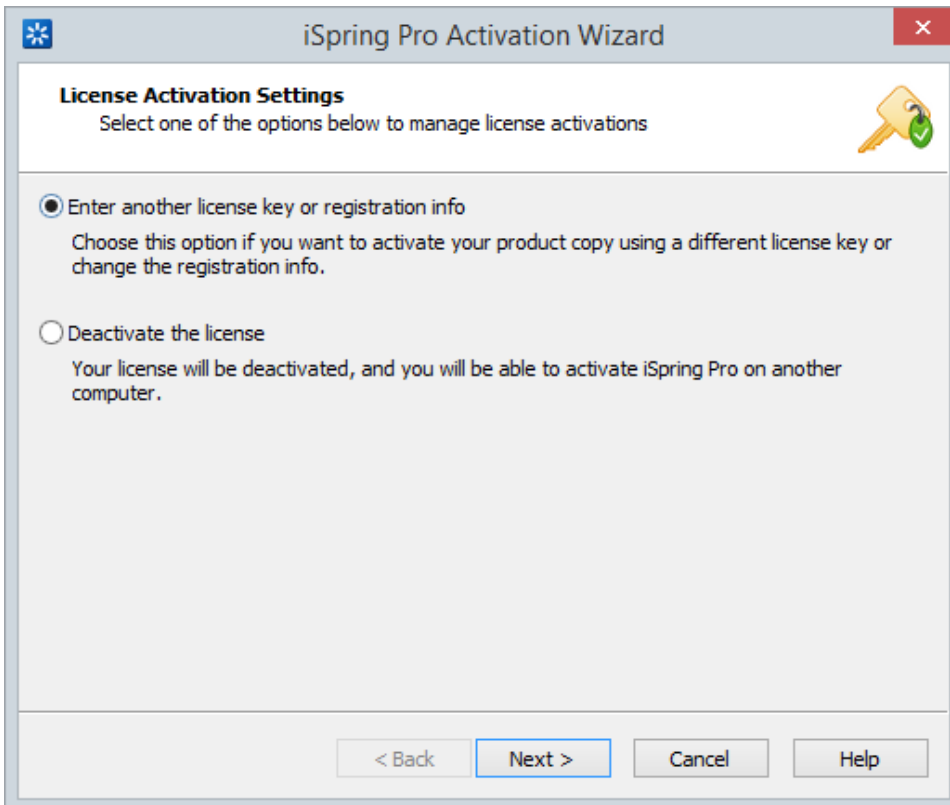 iSpring Pro Activation Wizard
License Activation Settings
Select one of the options below to manage license activations
Enter another license key or registration info
Choose this option if you want to activate your product copy using a different license key or
change the registration info.
Deactivate the license
Your license will be deactivated, and you will be able to activate iSpring Pro on another
computer.
< Back Next > Cancel Help